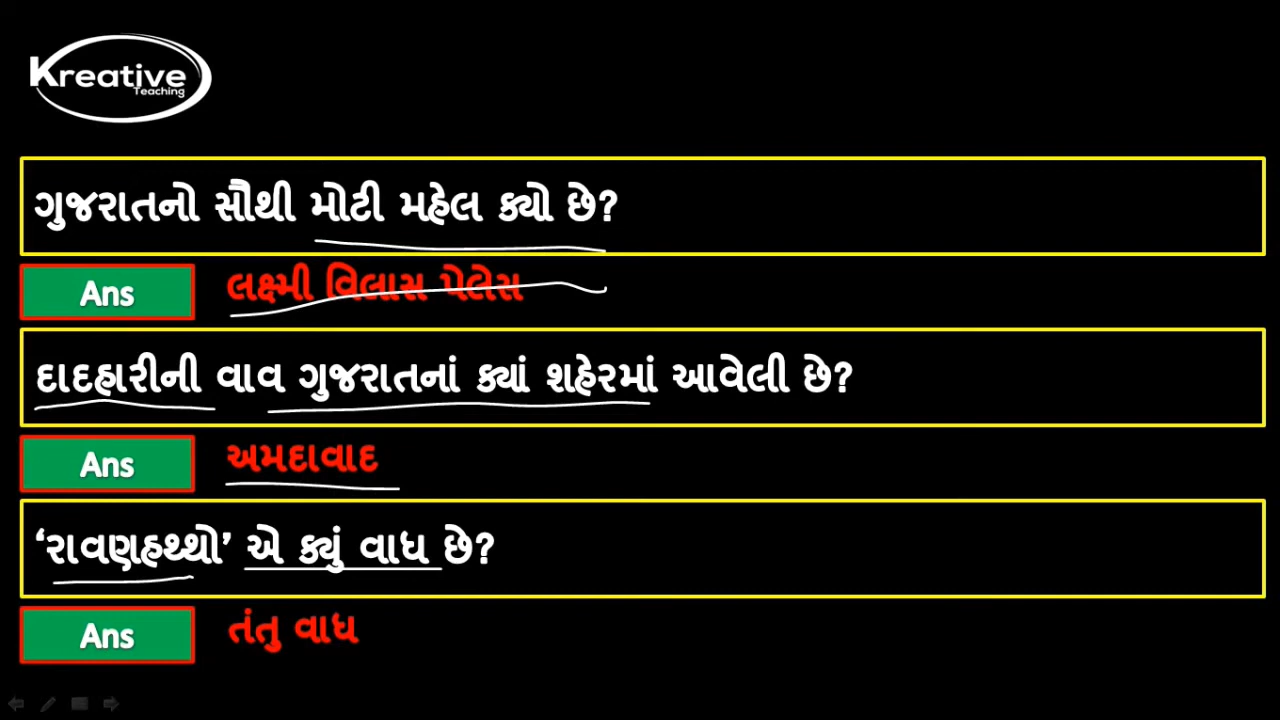 Kreative
Teaching
ગુજરાતનો સૌથી મોટી મહેલ ક્યો છે?
Ans
લક્ષ્મી વિલાસ પેલેસ
દાદહારીની વાવ ગુજરાતનાં ક્યાં શહેરમાં આવેલી છે?
Ans
અમદાવાદ
‘રાવણહથ્થો’ એ ક્યું વાધ છે?
Ans
તંતુ વાધ